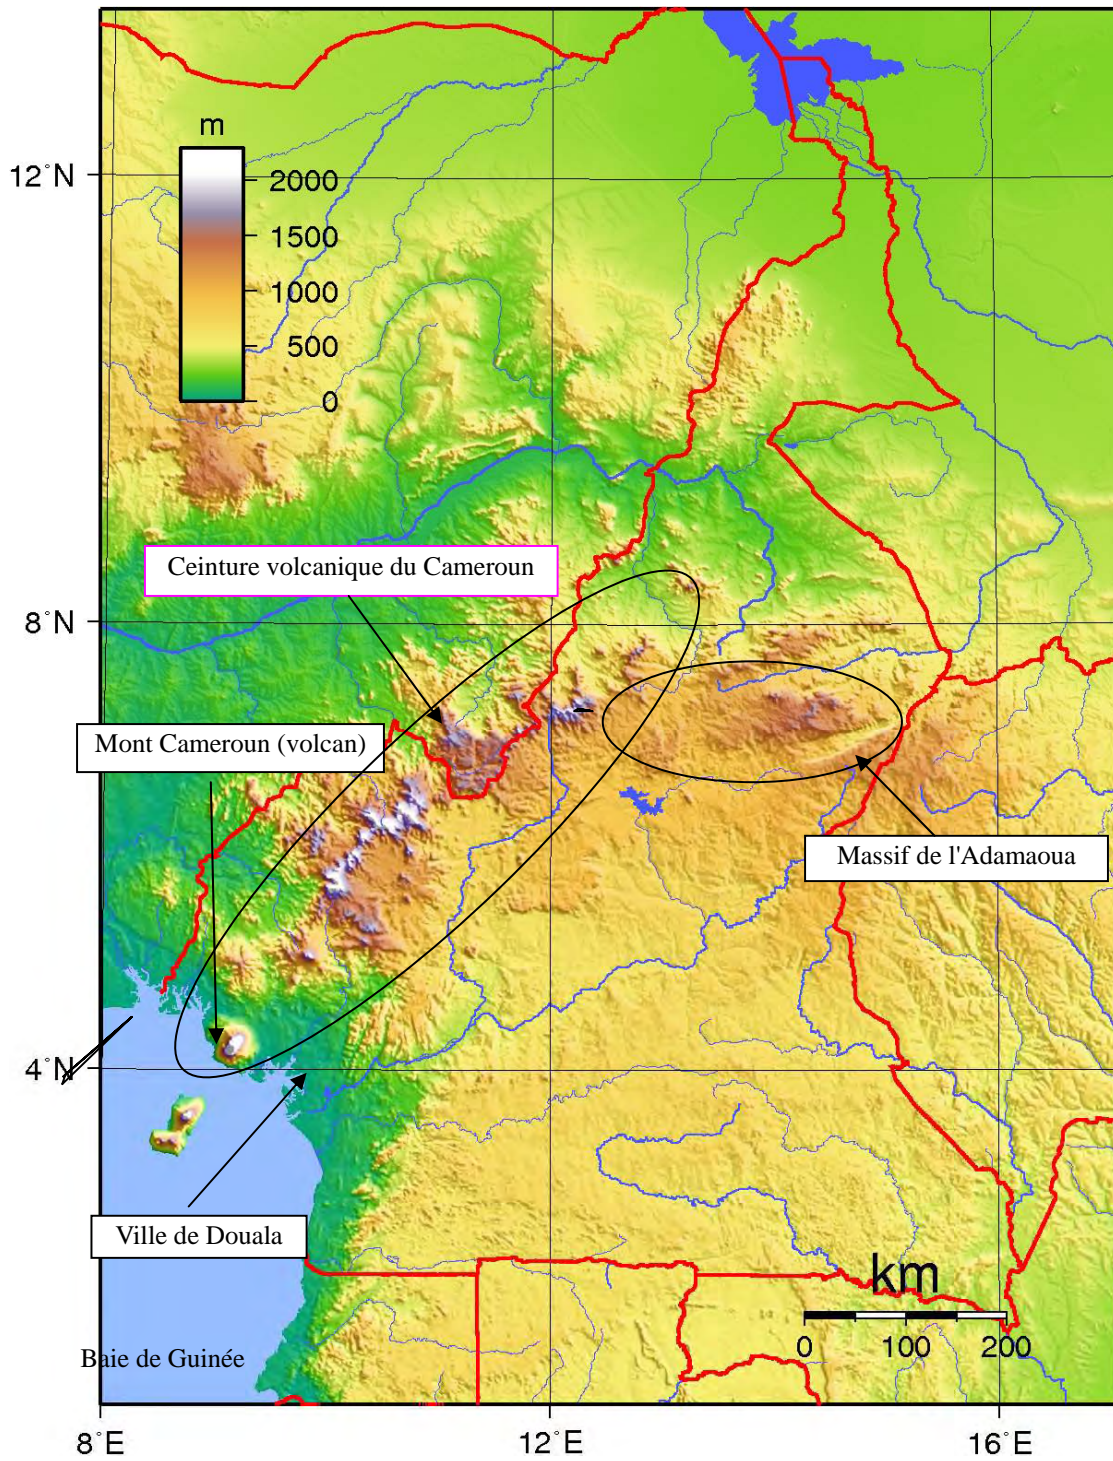 m
12°N
2000
1500
1000
500
0
Ceinture volcanique du Cameroun
8°N
Mont Cameroun (volcan)
Massif de l'Adamaoua
4°N
Ville de Douala
km
0 100 200
Baie de Guinée
8°E 12°E 16°E